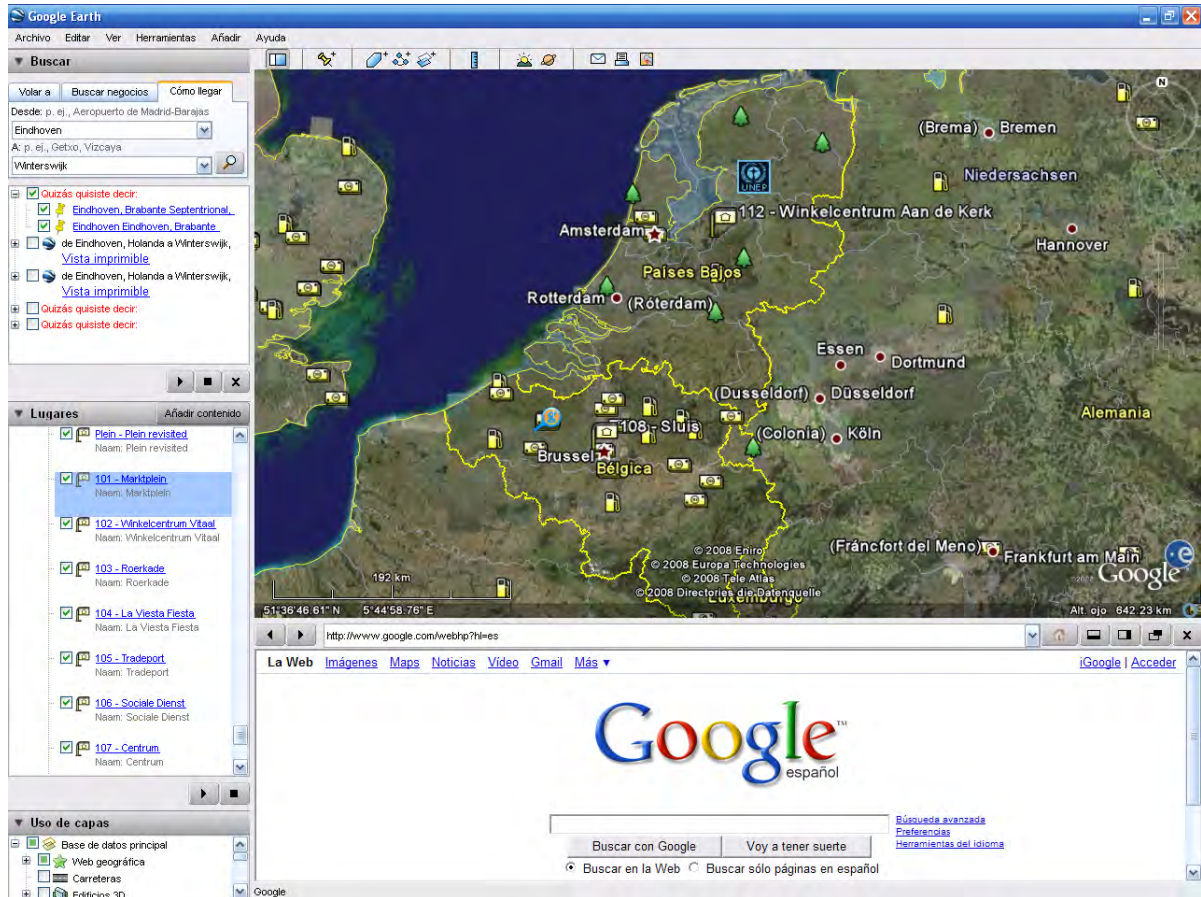 Google Earth
Archivo Editar Ver Herramientas Añadir Ayuda
Buscar
Volar a Buscar negocios Cómo llegar
Desde: p. ej., Aeropuerto de Madrid-Barajas
Eindhoven
A: p. ej., Getxo, Vizcaya
Winterswijk
Quizás quisiste decir:
Eindhoven, Brabante Septentrional,
Eindhoven Eindhoven, Brabante
de Eindhoven, Holanda a Winterswijk,
Vista imprimible
de Eindhoven, Holanda a Winterswijk,
Vista imprimible
Quizás quisiste decir:
Quizás quisiste decir:
Lugares Añadir contenido
Plein - Plein revisited
Naam: Plein revisited
101 - Marktplein
Naam: Marktplein
102 - Winkelcentrum Vitaal
Naam: Winkelcentrum Vitaal
103 - Roerkade
Naam: Roerkade
104 - La Viesta Fiesta
Naam: La Viesta Fiesta
105 - Tradeport
Naam: Tradeport
106 - Sociale Dienst
Naam: Sociale Dienst
107 - Centrum
Naam: Centrum
Uso de capas
Base de datos principal
Web geográfica
Carreteras
Edificios 3D
N
(Brema) Bremen
UNEP
Niedersachsen
112 - Winkelcentrum Aan de Kerk
Amsterdam
Hannover
Países Bajos
Rotterdam (Róterdam)
Essen
Dortmund
(Dusseldorf) Düsseldorf
Alemania
108 - Sluis
(Colonia) Köln
Brussel
Bélgica
© 2008 Eniro
© 2008 Europa Technologies
© 2008 Tele Atlas
© 2008 Directories die Datenquelle
(Fráncfort del Meno) Frankfurt am Main
Luxemburgo
Google
192 km
51°36'46.61" N 5°44'58.76" E
Alt. ojo 642.23 km
http://www.google.com/webhp?hl=es
La Web Imágenes Maps Noticias Vídeo Gmail Más iGoogle | Acceder
Google™
español
Búsqueda avanzada
Preferencias
Herramientas del idioma
Buscar con Google Voy a tener suerte
Buscar en la Web Buscar sólo páginas en español
Google